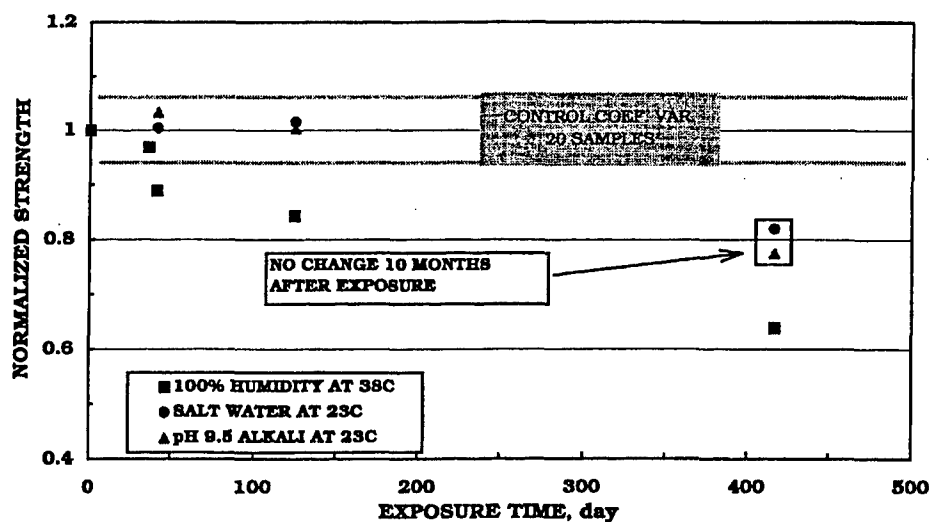 1.2
1
0.8
0.6
0.4
NORMALIZED STRENGTH
CONTROL COEF. VAR.
20 SAMPLES
NO CHANGE 10 MONTHS
AFTER EXPOSURE
100% HUMIDITY AT 38C
SALT WATER AT 23C
pH 9.5 ALKALI AT 23C
0 100 200 300 400 500
EXPOSURE TIME, day